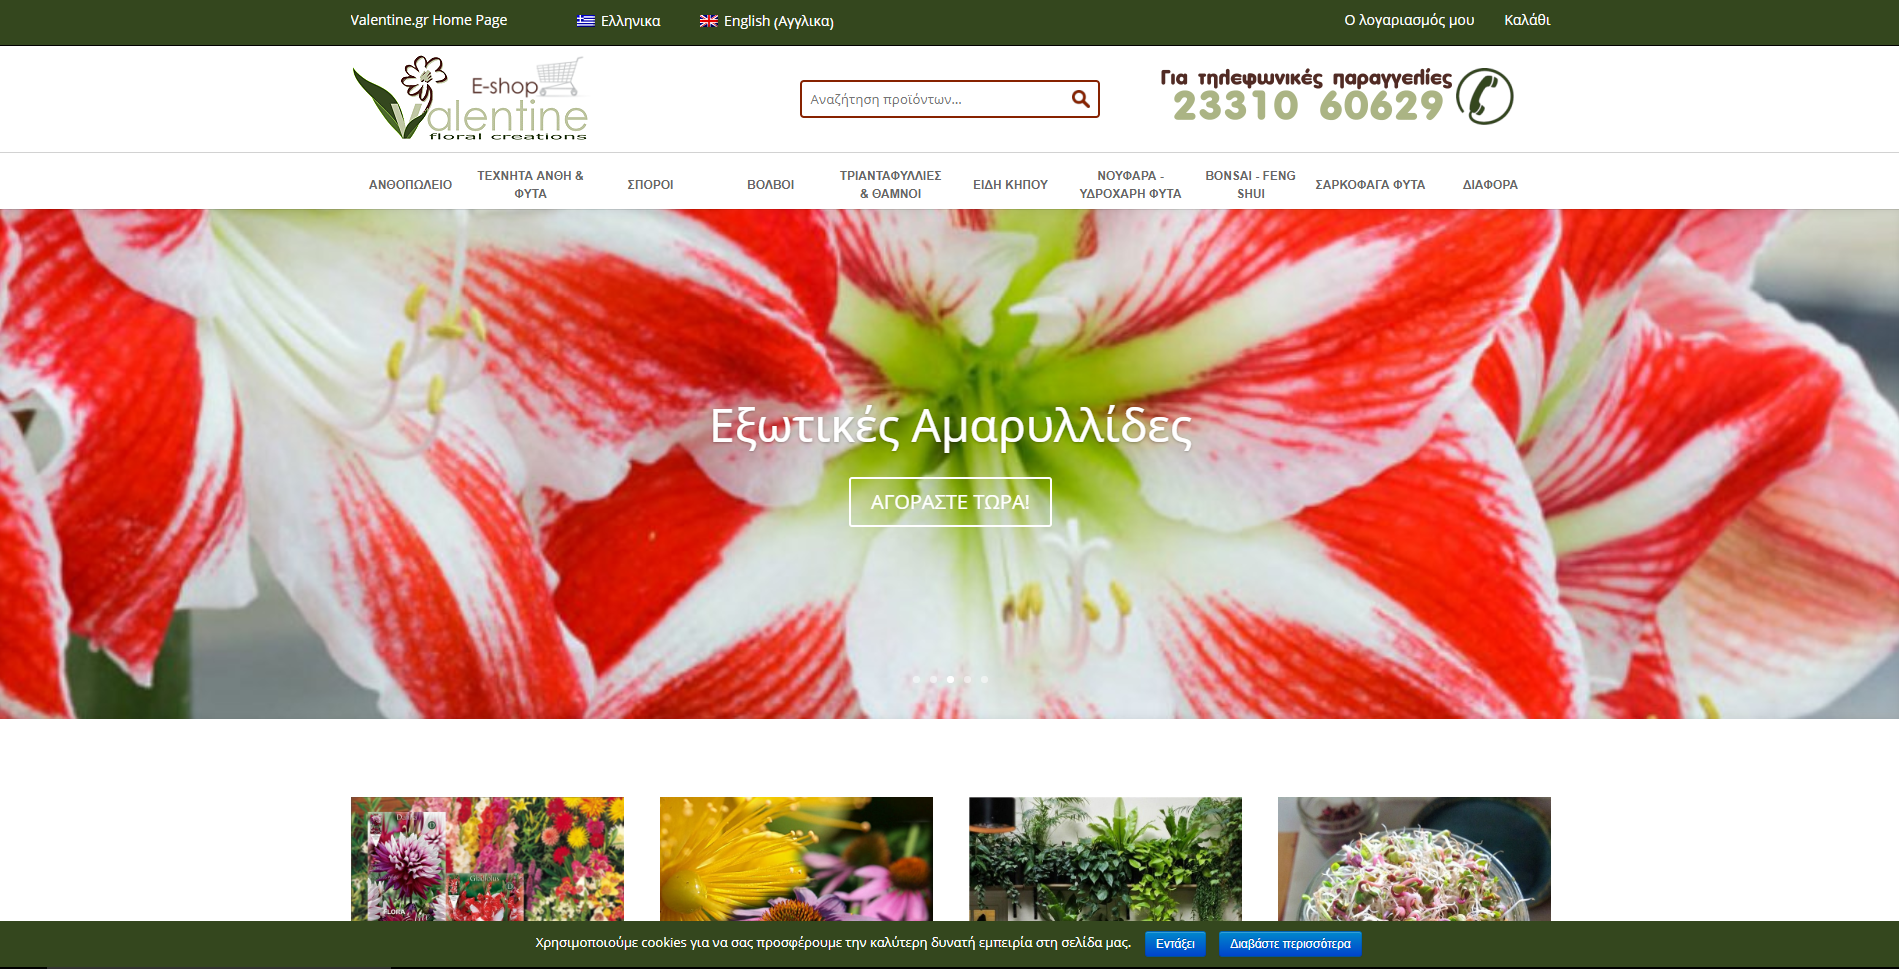 Valentine.gr Home Page
Ελληνικα
English (Αγγλικα)
Ο λογαριασμός μου
Καλάθι
E-shop
Valentine
floral creations
Αναζήτηση προϊόντων...
Για τηλεφωνικές παραγγελίες
23310 60629
ΑΝΘΟΠΩΛΕΙΟ
ΤΕΧΝΗΤΑ ΑΝΘΗ &
ΦΥΤΑ
ΣΠΟΡΟΙ
ΒΟΛΒΟΙ
ΤΡΙΑΝΤΑΦΥΛΛΙΕΣ
& ΘΑΜΝΟΙ
ΕΙΔΗ ΚΗΠΟΥ
ΝΟΥΦΑΡΑ -
ΥΔΡΟΧΑΡΗ ΦΥΤΑ
BONSAI - FENG
SHUI
ΣΑΡΚΟΦΑΓΑ ΦΥΤΑ
ΔΙΑΦΟΡΑ
Εξωτικές Αμαρυλλίδες
ΑΓΟΡΑΣΤΕ ΤΩΡΑ!
Gladiolus
Χρησιμοποιούμε cookies για να σας προσφέρουμε την καλύτερη δυνατή εμπειρία στη σελίδα μας.
Εντάξει
Διαβάστε περισσότερα